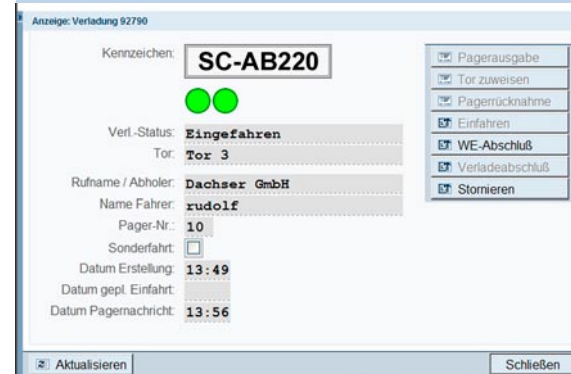 Anzeige: Verladung 92790
Kennzeichen: SC-AB220
Verl.-Status: Eingefahren
Tor: Tor 3
Rufname / Abholer: Dachser GmbH
Name Fahrer: rudolf
Pager-Nr.: 10
Sonderfahrt:
Datum Erstellung: 13:49
Datum gepl. Einfahrt:
Datum Pagernachricht: 13:56
Pagerausgabe
Tor zuweisen
Pagerrücknahme
Einfahren
WE-Abschluß
Verladeabschluß
Stornieren
Aktualisieren
Schließen